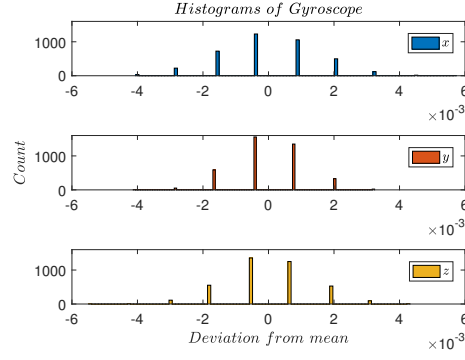 Histograms of Gyroscope
1000
0
x
-6 -4 -2 0 2 4 6
×10⁻³
Count
1000
0
y
-6 -4 -2 0 2 4 6
×10⁻³
1000
0
z
-6 -4 -2 0 2 4 6
×10⁻³
Deviation from mean